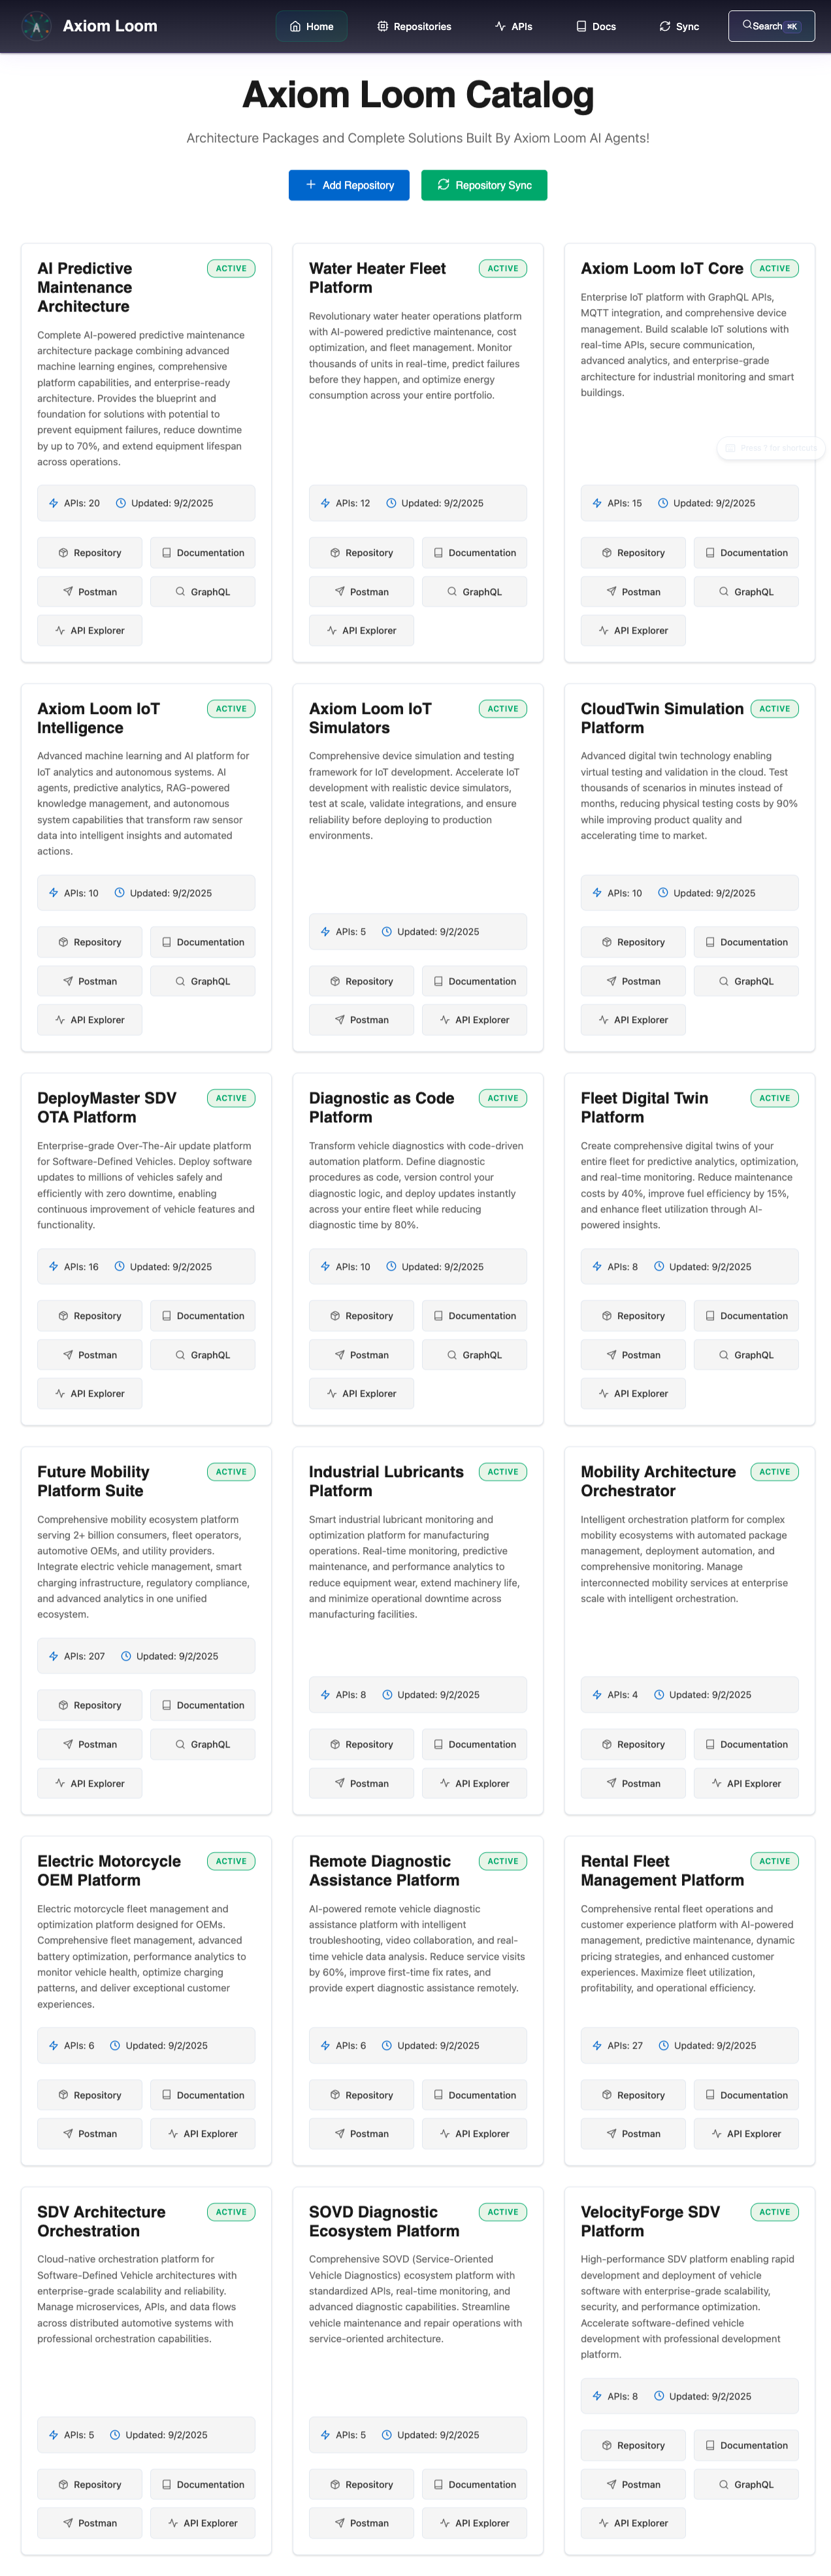 Axiom Loom
Home
Repositories
APIs
Docs
Sync
Search ⌘K
Axiom Loom Catalog
Architecture Packages and Complete Solutions Built By Axiom Loom AI Agents!
Add Repository
Repository Sync
AI Predictive
Maintenance
Architecture
ACTIVE
Complete AI-powered predictive maintenance
architecture package combining advanced
machine learning engines, comprehensive
platform capabilities, and enterprise-ready
architecture. Provides the blueprint and
foundation for solutions with potential to
prevent equipment failures, reduce downtime
by up to 70%, and extend equipment lifespan
across operations.
APIs: 20 Updated: 9/2/2025
Repository Documentation
Postman GraphQL
API Explorer
Water Heater Fleet
Platform
ACTIVE
Revolutionary water heater operations platform
with AI-powered predictive maintenance, cost
optimization, and fleet management. Monitor
thousands of units in real-time, predict failures
before they happen, and optimize energy
consumption across your entire portfolio.
APIs: 12 Updated: 9/2/2025
Repository Documentation
Postman GraphQL
API Explorer
Axiom Loom IoT Core
ACTIVE
Enterprise IoT platform with GraphQL APIs,
MQTT integration, and comprehensive device
management. Build scalable IoT solutions with
real-time APIs, secure communication,
advanced analytics, and enterprise-grade
architecture for industrial monitoring and smart
buildings.
Press ? for shortcuts
APIs: 15 Updated: 9/2/2025
Repository Documentation
Postman GraphQL
API Explorer
Axiom Loom IoT
Intelligence
ACTIVE
Advanced machine learning and AI platform for
IoT analytics and autonomous systems. AI
agents, predictive analytics, RAG-powered
knowledge management, and autonomous
system capabilities that transform raw sensor
data into intelligent insights and automated
actions.
APIs: 10 Updated: 9/2/2025
Repository Documentation
Postman GraphQL
API Explorer
Axiom Loom IoT
Simulators
ACTIVE
Comprehensive device simulation and testing
framework for IoT development. Accelerate IoT
development with realistic device simulators,
test at scale, validate integrations, and ensure
reliability before deploying to production
environments.
APIs: 5 Updated: 9/2/2025
Repository Documentation
Postman API Explorer
CloudTwin Simulation
Platform
ACTIVE
Advanced digital twin technology enabling
virtual testing and validation in the cloud. Test
thousands of scenarios in minutes instead of
months, reducing physical testing costs by 90%
while improving product quality and
accelerating time to market.
APIs: 10 Updated: 9/2/2025
Repository Documentation
Postman GraphQL
API Explorer
DeployMaster SDV
OTA Platform
ACTIVE
Enterprise-grade Over-The-Air update platform
for Software-Defined Vehicles. Deploy software
updates to millions of vehicles safely and
efficiently with zero downtime, enabling
continuous improvement of vehicle features and
functionality.
APIs: 16 Updated: 9/2/2025
Repository Documentation
Postman GraphQL
API Explorer
Diagnostic as Code
Platform
ACTIVE
Transform vehicle diagnostics with code-driven
automation platform. Define diagnostic
procedures as code, version control your
diagnostic logic, and deploy updates instantly
across your entire fleet while reducing
diagnostic time by 80%.
APIs: 10 Updated: 9/2/2025
Repository Documentation
Postman GraphQL
API Explorer
Fleet Digital Twin
Platform
ACTIVE
Create comprehensive digital twins of your
entire fleet for predictive analytics, optimization,
and real-time monitoring. Reduce maintenance
costs by 40%, improve fuel efficiency by 15%,
and enhance fleet utilization through AI-
powered insights.
APIs: 8 Updated: 9/2/2025
Repository Documentation
Postman GraphQL
API Explorer
Future Mobility
Platform Suite
ACTIVE
Comprehensive mobility ecosystem platform
serving 2+ billion consumers, fleet operators,
automotive OEMs, and utility providers.
Integrate electric vehicle management, smart
charging infrastructure, regulatory compliance,
and advanced analytics in one unified
ecosystem.
APIs: 207 Updated: 9/2/2025
Repository Documentation
Postman GraphQL
API Explorer
Industrial Lubricants
Platform
ACTIVE
Smart industrial lubricant monitoring and
optimization platform for manufacturing
operations. Real-time monitoring, predictive
maintenance, and performance analytics to
reduce equipment wear, extend machinery life,
and minimize operational downtime across
manufacturing facilities.
APIs: 8 Updated: 9/2/2025
Repository Documentation
Postman API Explorer
Mobility Architecture
Orchestrator
ACTIVE
Intelligent orchestration platform for complex
mobility ecosystems with automated package
management, deployment automation, and
comprehensive monitoring. Manage
interconnected mobility services at enterprise
scale with intelligent orchestration.
APIs: 4 Updated: 9/2/2025
Repository Documentation
Postman API Explorer
Electric Motorcycle
OEM Platform
ACTIVE
Electric motorcycle fleet management and
optimization platform designed for OEMs.
Comprehensive fleet management, advanced
battery optimization, performance analytics to
monitor vehicle health, optimize charging
patterns, and deliver exceptional customer
experiences.
APIs: 6 Updated: 9/2/2025
Repository Documentation
Postman API Explorer
Remote Diagnostic
Assistance Platform
ACTIVE
AI-powered remote vehicle diagnostic
assistance platform with intelligent
troubleshooting, video collaboration, and real-
time vehicle data analysis. Reduce service visits
by 60%, improve first-time fix rates, and
provide expert diagnostic assistance remotely.
APIs: 6 Updated: 9/2/2025
Repository Documentation
Postman API Explorer
Rental Fleet
Management Platform
ACTIVE
Comprehensive rental fleet operations and
customer experience platform with AI-powered
management, predictive maintenance, dynamic
pricing strategies, and enhanced customer
experiences. Maximize fleet utilization,
profitability, and operational efficiency.
APIs: 27 Updated: 9/2/2025
Repository Documentation
Postman API Explorer
SDV Architecture
Orchestration
ACTIVE
Cloud-native orchestration platform for
Software-Defined Vehicle architectures with
enterprise-grade scalability and reliability.
Manage microservices, APIs, and data flows
across distributed automotive systems with
professional orchestration capabilities.
APIs: 5 Updated: 9/2/2025
Repository Documentation
Postman API Explorer
SOVD Diagnostic
Ecosystem Platform
ACTIVE
Comprehensive SOVD (Service-Oriented
Vehicle Diagnostics) ecosystem platform with
standardized APIs, real-time monitoring, and
advanced diagnostic capabilities. Streamline
vehicle maintenance and repair operations with
service-oriented architecture.
APIs: 5 Updated: 9/2/2025
Repository Documentation
Postman API Explorer
VelocityForge SDV
Platform
ACTIVE
High-performance SDV platform enabling rapid
development and deployment of vehicle
software with enterprise-grade scalability,
security, and performance optimization.
Accelerate software-defined vehicle
development with professional development
platform.
APIs: 8 Updated: 9/2/2025
Repository Documentation
Postman GraphQL
API Explorer